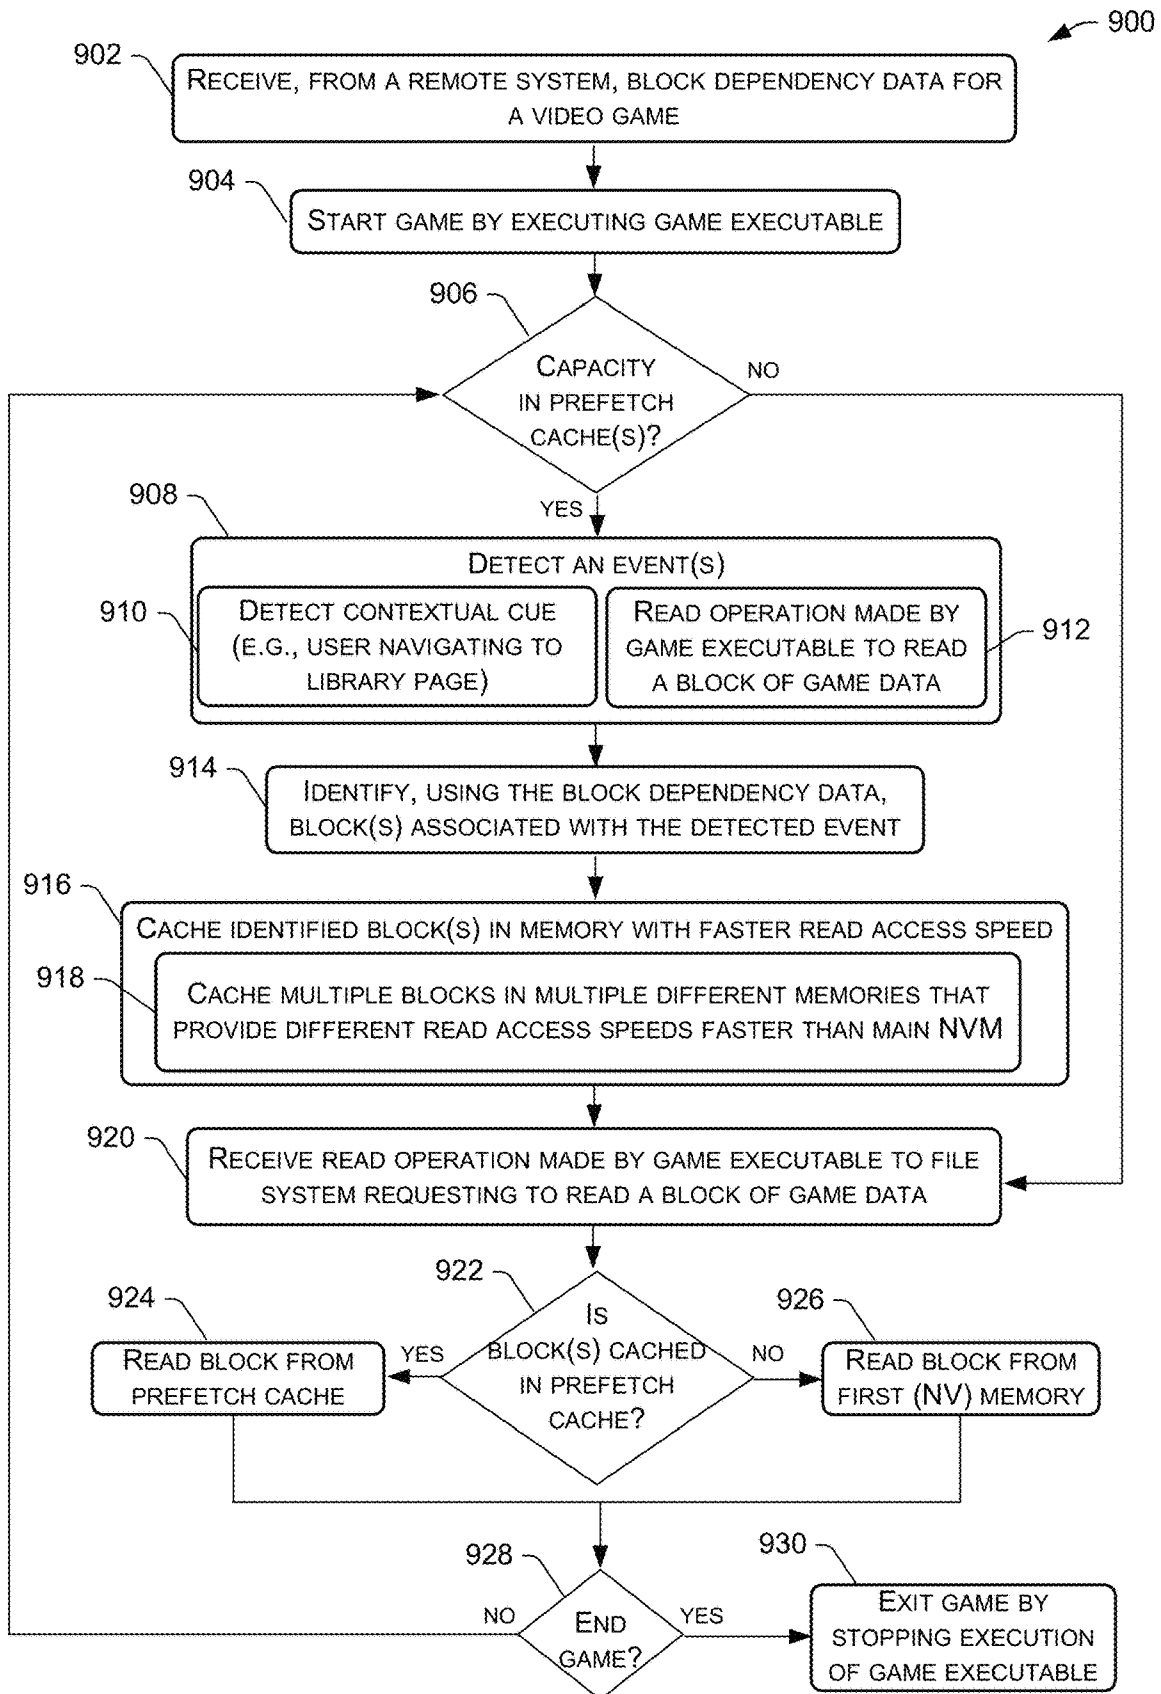 900
902
RECEIVE, FROM A REMOTE SYSTEM, BLOCK DEPENDENCY DATA FOR
A VIDEO GAME
904
START GAME BY EXECUTING GAME EXECUTABLE
906
CAPACITY
IN PREFETCH
CACHE(S)?
NO
YES
908
DETECT AN EVENT(S)
910
DETECT CONTEXTUAL CUE
(E.G., USER NAVIGATING TO
LIBRARY PAGE)
READ OPERATION MADE BY
GAME EXECUTABLE TO READ
A BLOCK OF GAME DATA
912
914
IDENTIFY, USING THE BLOCK DEPENDENCY DATA,
BLOCK(S) ASSOCIATED WITH THE DETECTED EVENT
916
CACHE IDENTIFIED BLOCK(S) IN MEMORY WITH FASTER READ ACCESS SPEED
918
CACHE MULTIPLE BLOCKS IN MULTIPLE DIFFERENT MEMORIES THAT
PROVIDE DIFFERENT READ ACCESS SPEEDS FASTER THAN MAIN NVM
920
RECEIVE READ OPERATION MADE BY GAME EXECUTABLE TO FILE
SYSTEM REQUESTING TO READ A BLOCK OF GAME DATA
922
IS
BLOCK(S) CACHED
IN PREFETCH
CACHE?
YES
NO
924
READ BLOCK FROM
PREFETCH CACHE
926
READ BLOCK FROM
FIRST (NV) MEMORY
928
END
GAME?
NO
YES
930
EXIT GAME BY
STOPPING EXECUTION
OF GAME EXECUTABLE